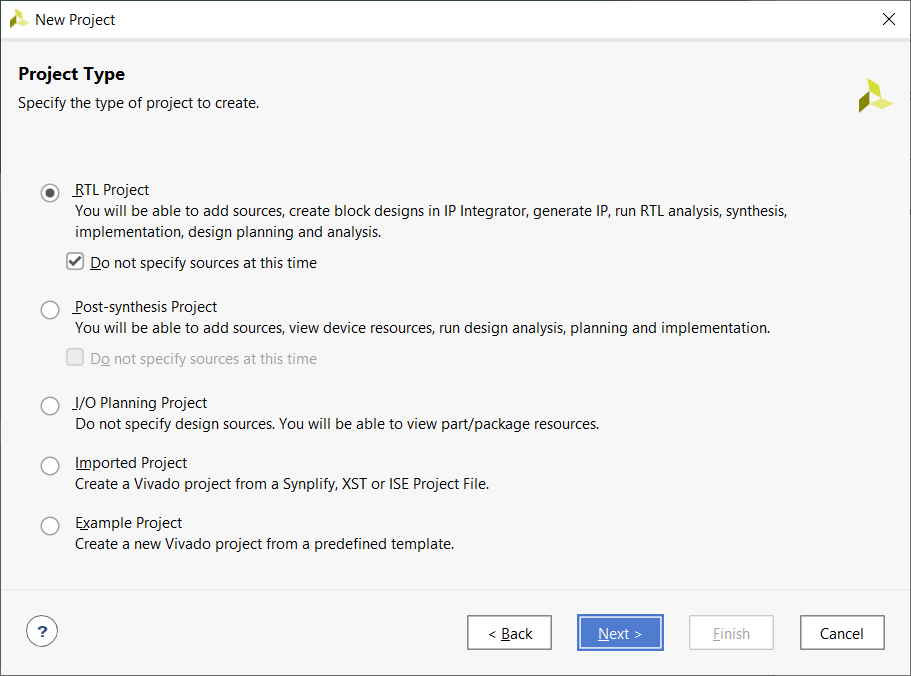 New Project
Project Type
Specify the type of project to create.
RTL Project
You will be able to add sources, create block designs in IP Integrator, generate IP, run RTL analysis, synthesis,
implementation, design planning and analysis.
Do not specify sources at this time
Post-synthesis Project
You will be able to add sources, view device resources, run design analysis, planning and implementation.
Do not specify sources at this time
I/O Planning Project
Do not specify design sources. You will be able to view part/package resources.
Imported Project
Create a Vivado project from a Synplify, XST or ISE Project File.
Example Project
Create a new Vivado project from a predefined template.
? < Back Next > Finish Cancel